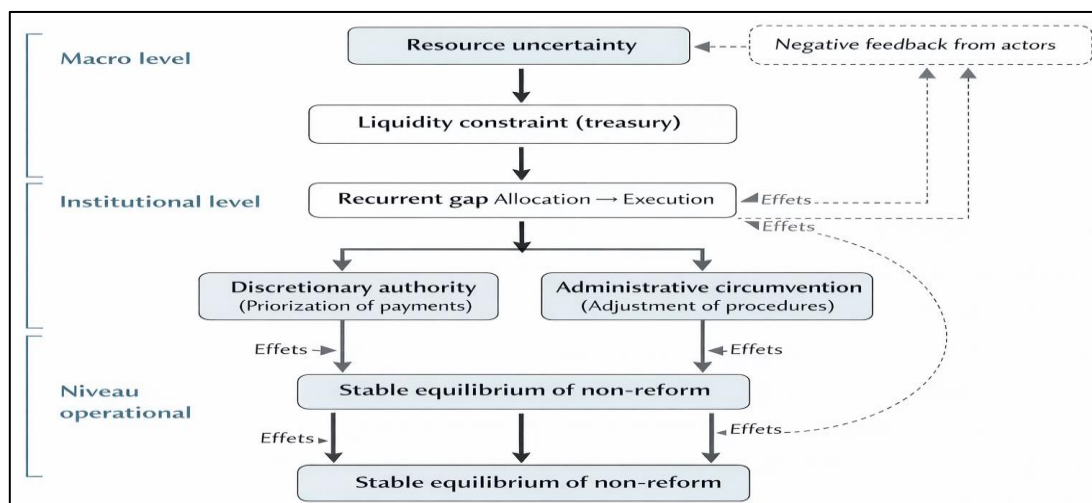 Resource uncertainty
Negative feedback from actors
Macro level
Liquidity constraint (treasury)
Institutional level
Recurrent gap Allocation → Execution
Effets
Effets
Discretionary authority
(Priorization of payments)
Administrative circumvention
(Adjustment of procedures)
Effets
Effets
Niveau
operational
Stable equilibrium of non-reform
Effets
Effets
Stable equilibrium of non-reform